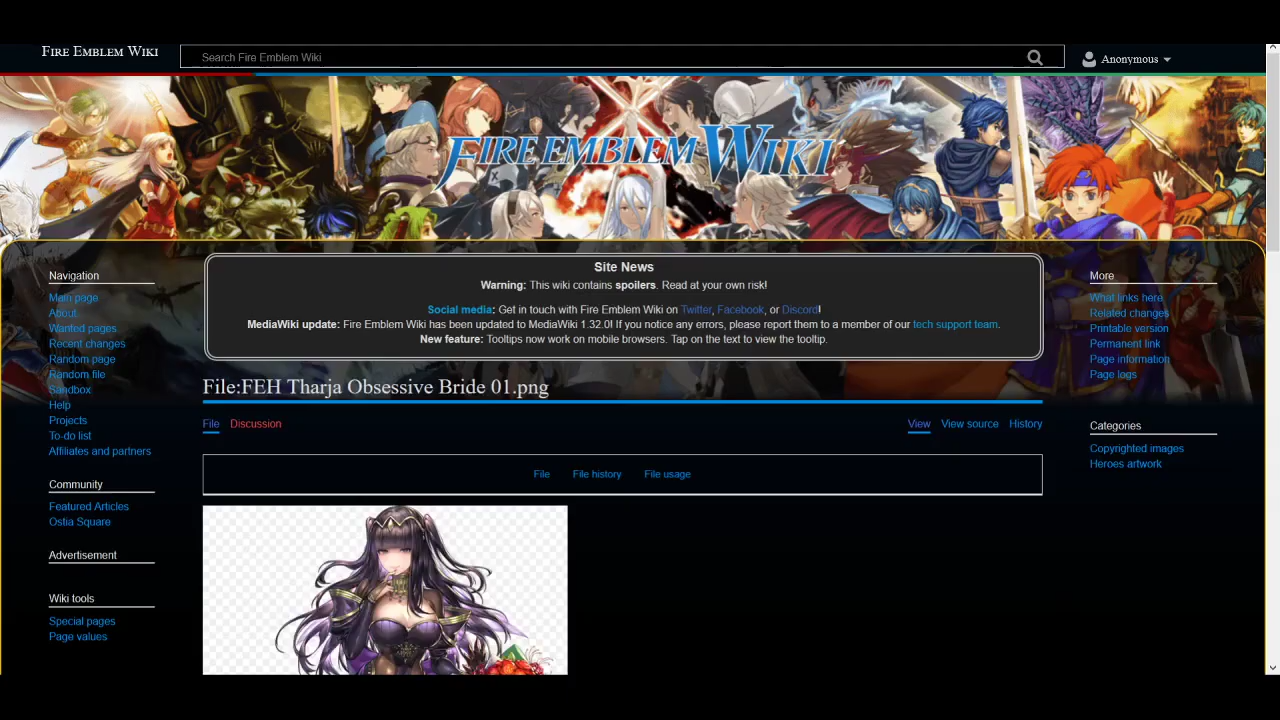 FIRE EMBLEM WIKI
Search Fire Emblem Wiki
Anonymous
FIRE EMBLEM WIKI
Navigation
Main page
About
Wanted pages
Recent changes
Random page
Random file
Sandbox
Help
Projects
To-do list
Affiliates and partners
Community
Featured Articles
Ostia Square
Advertisement
Wiki tools
Special pages
Page values
Site News
Warning: This wiki contains spoilers. Read at your own risk!
Social media: Get in touch with Fire Emblem Wiki on Twitter, Facebook, or Discord!
MediaWiki update: Fire Emblem Wiki has been updated to MediaWiki 1.32.0! If you notice any errors, please report them to a member of our tech support team.
New feature: Tooltips now work on mobile browsers. Tap on the text to view the tooltip.
File:FEH Tharja Obsessive Bride 01.png
File Discussion View View source History
File File history File usage
More
What links here
Related changes
Printable version
Permanent link
Page information
Page logs
Categories
Copyrighted images
Heroes artwork